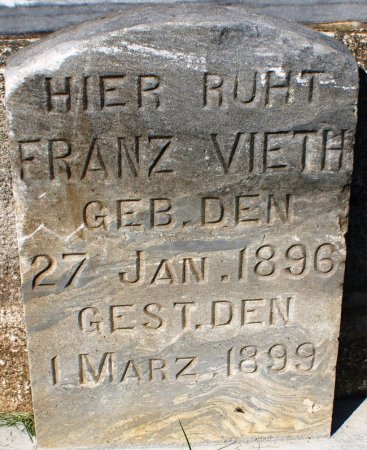 HIER RUHT
FRANZ VIETH
GEB. DEN
27 JAN. 1896
GEST. DEN
1 MARZ. 1899